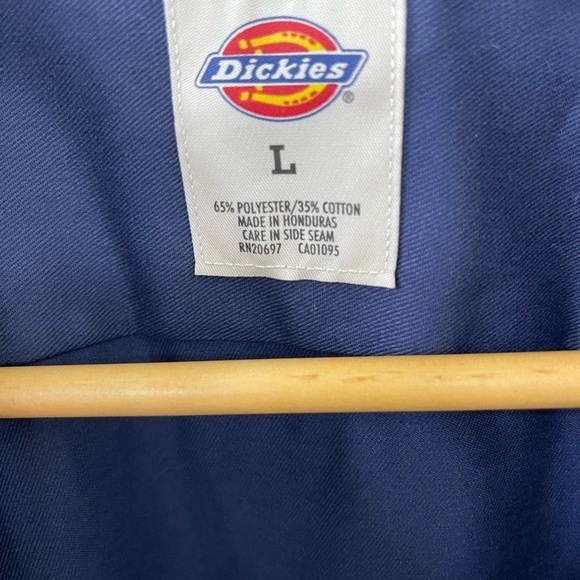 Dickies
®
L
65% POLYESTER/35% COTTON
MADE IN HONDURAS
CARE IN SIDE SEAM
RN20697 CA01095